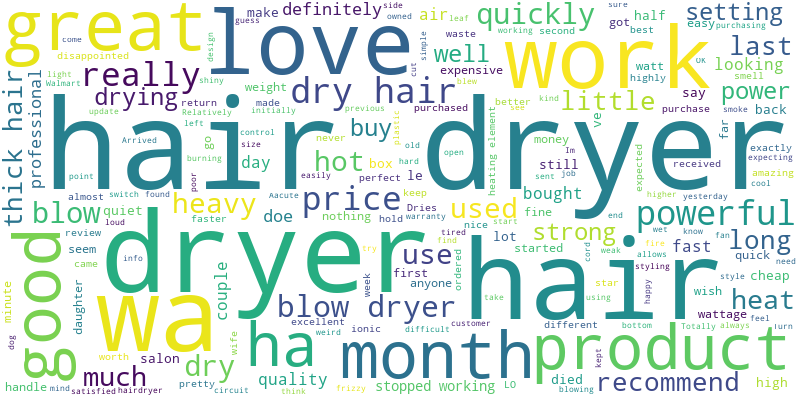 great
love
work
hair dryer
dryer
hair
wa
good
product
month
ha
price
powerful
dry hair
really
quickly
setting
definitely
make
air
leaf
half
got
easy
purchasing
sure
last
looking
smell
power
back
well
expensive
watt
highly
OK
best
second
working
simple
side
owned
guess
design
come
disappointed
light
Walmart
shiny
drying
weight
return
made
purchased
previous
blew
better
kind
little
say
purchase
smoke
thick hair
professional
update
Relatively
left
initially
control
size
burning
go
poor
point
Arrived
day
hot
buy
never
old
hard
plastic
open
heating element
see
ve
money
Im
far
received
exactly
expecting
amazing
cool
box
still
sent
job
expected
higher
yesterday
almost
switch
found
easily
perfect
le
keep
Dries
bought
blow
quiet
loud
faster
heavy
Aacute
doe
nothing
hold
warranty
used
start
fine
end
wet
know
fan
need
review
seem
came
daughter
info
couple
use
first
anyone
week
tired
find
nice
lot
started
strong
weak
cord
allows
styling
fast
quick
long
cheap
style
wish
star
using
happy
heat
wattage
feel
Turn
always
Totally
bottom
different
take
ordered
blow dryer
excellent
weird
ionic
difficult
customer
try
minute
dog
worth
salon
wife
dry
much
quality
think
frizzy
stopped working
LO
died
blowing
kept
recommend
high
handle
mind
satisfied
hairdryer
pretty
circuit